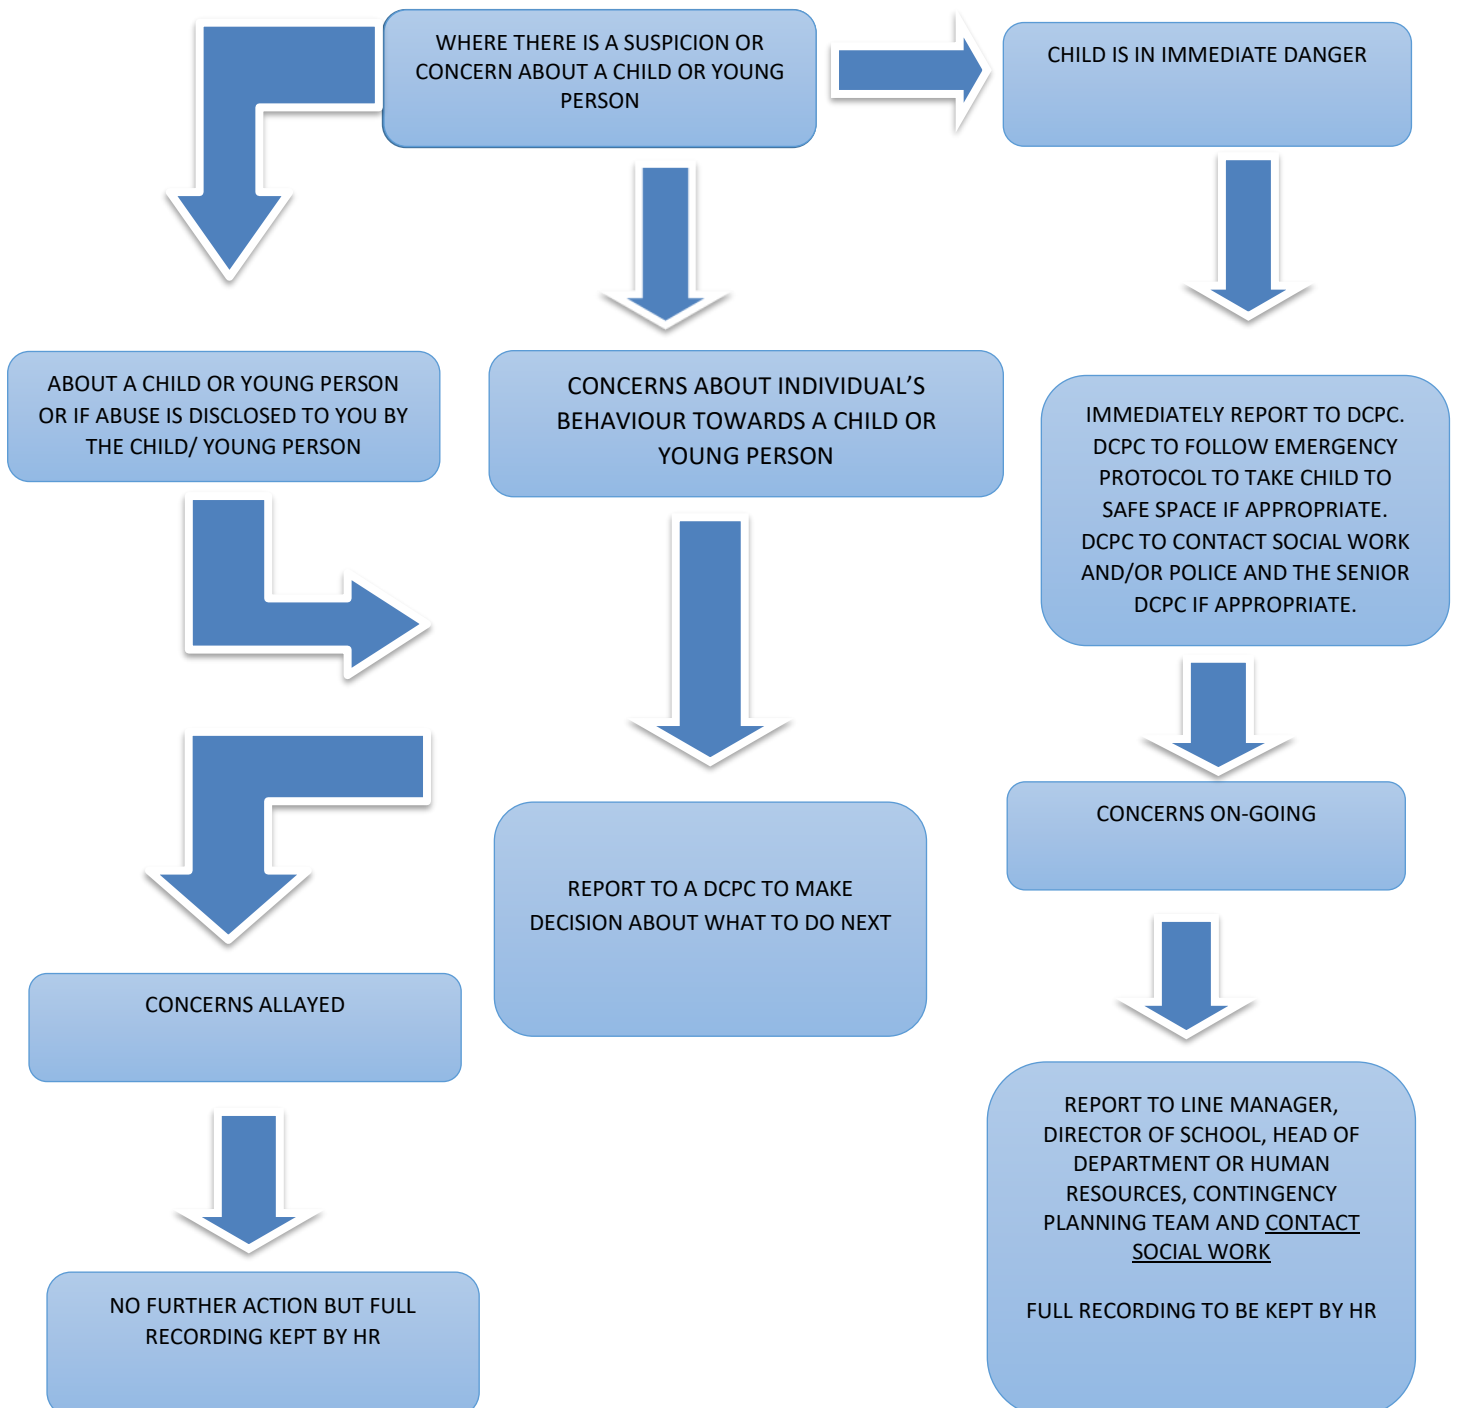 WHERE THERE IS A SUSPICION OR
CONCERN ABOUT A CHILD OR YOUNG
PERSON
CHILD IS IN IMMEDIATE DANGER
ABOUT A CHILD OR YOUNG PERSON
OR IF ABUSE IS DISCLOSED TO YOU BY
THE CHILD/ YOUNG PERSON
CONCERNS ABOUT INDIVIDUAL’S
BEHAVIOUR TOWARDS A CHILD OR
YOUNG PERSON
IMMEDIATELY REPORT TO DCPC.
DCPC TO FOLLOW EMERGENCY
PROTOCOL TO TAKE CHILD TO
SAFE SPACE IF APPROPRIATE.
DCPC TO CONTACT SOCIAL WORK
AND/OR POLICE AND THE SENIOR
DCPC IF APPROPRIATE.
REPORT TO A DCPC TO MAKE
DECISION ABOUT WHAT TO DO NEXT
CONCERNS ON-GOING
CONCERNS ALLAYED
REPORT TO LINE MANAGER,
DIRECTOR OF SCHOOL, HEAD OF
DEPARTMENT OR HUMAN
RESOURCES, CONTINGENCY
PLANNING TEAM AND CONTACT
SOCIAL WORK
FULL RECORDING TO BE KEPT BY HR
NO FURTHER ACTION BUT FULL
RECORDING KEPT BY HR